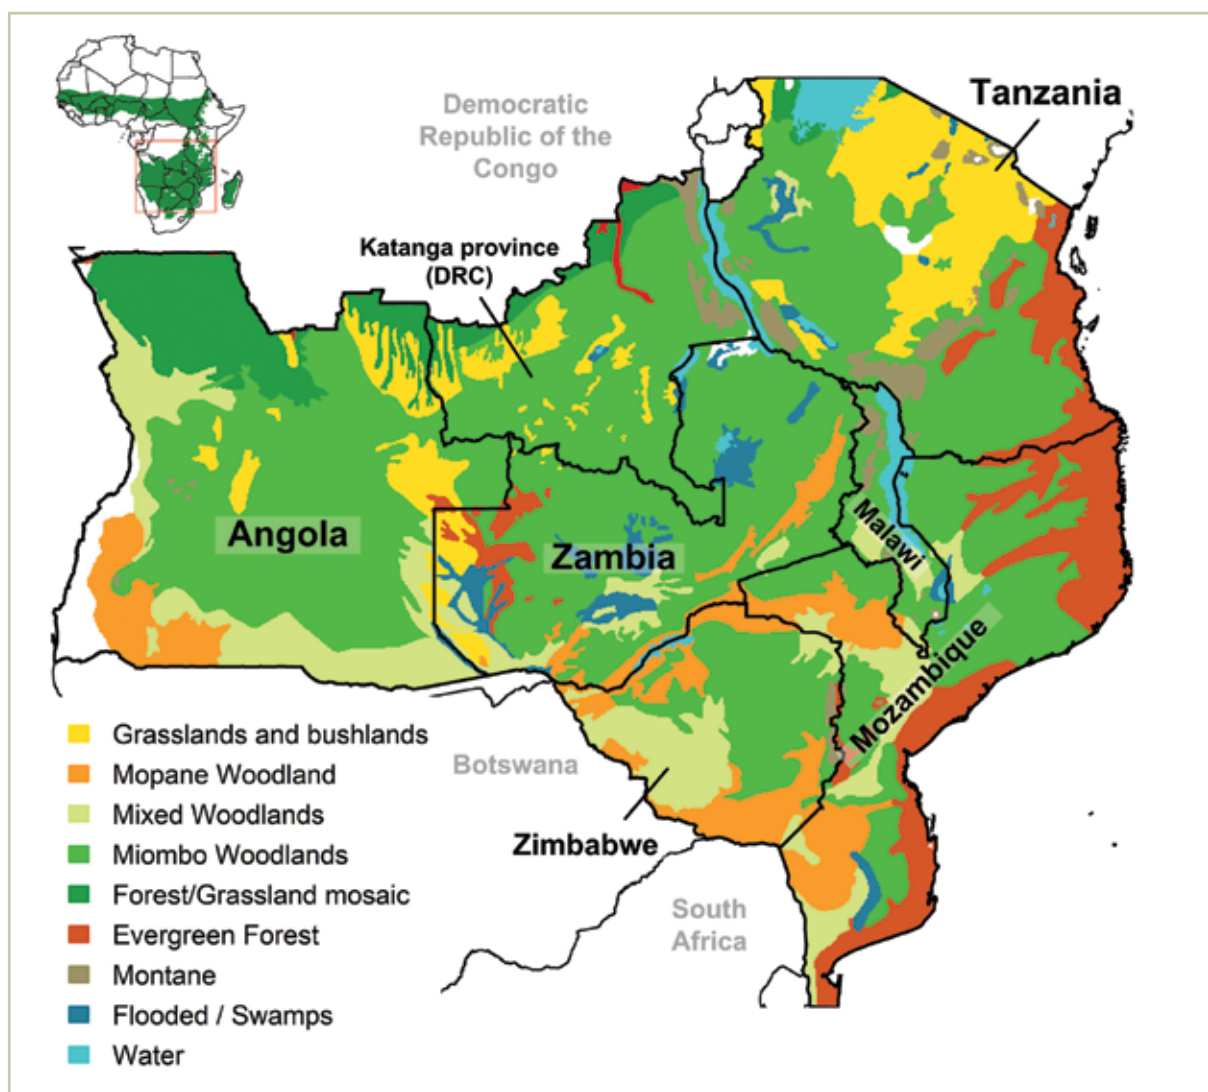 Democratic
Republic of the
Congo
Tanzania
Katanga province
(DRC)
Angola
Zambia
Malawi
Mozambique
Botswana
Zimbabwe
South
Africa
Grasslands and bushlands
Mopane Woodland
Mixed Woodlands
Miombo Woodlands
Forest/Grassland mosaic
Evergreen Forest
Montane
Flooded / Swamps
Water